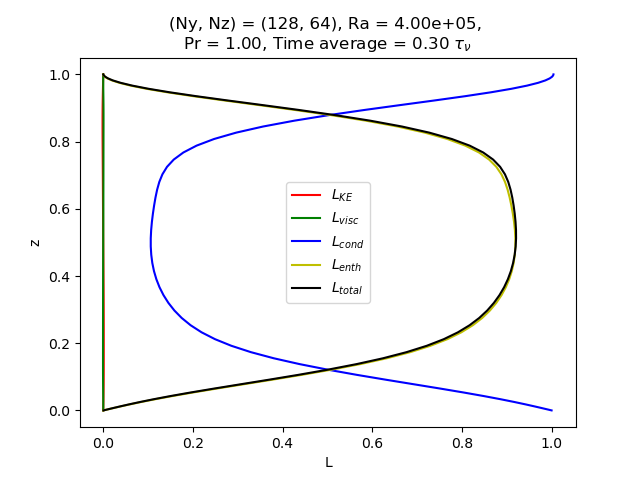 (Ny, Nz) = (128, 64), Ra = 4.00e+05,
Pr = 1.00, Time average = 0.30 τ_ν
1.0
0.8
0.6
0.4
0.2
0.0
z
L_KE
L_visc
L_cond
L_enth
L_total
0.0 0.2 0.4 0.6 0.8 1.0
L